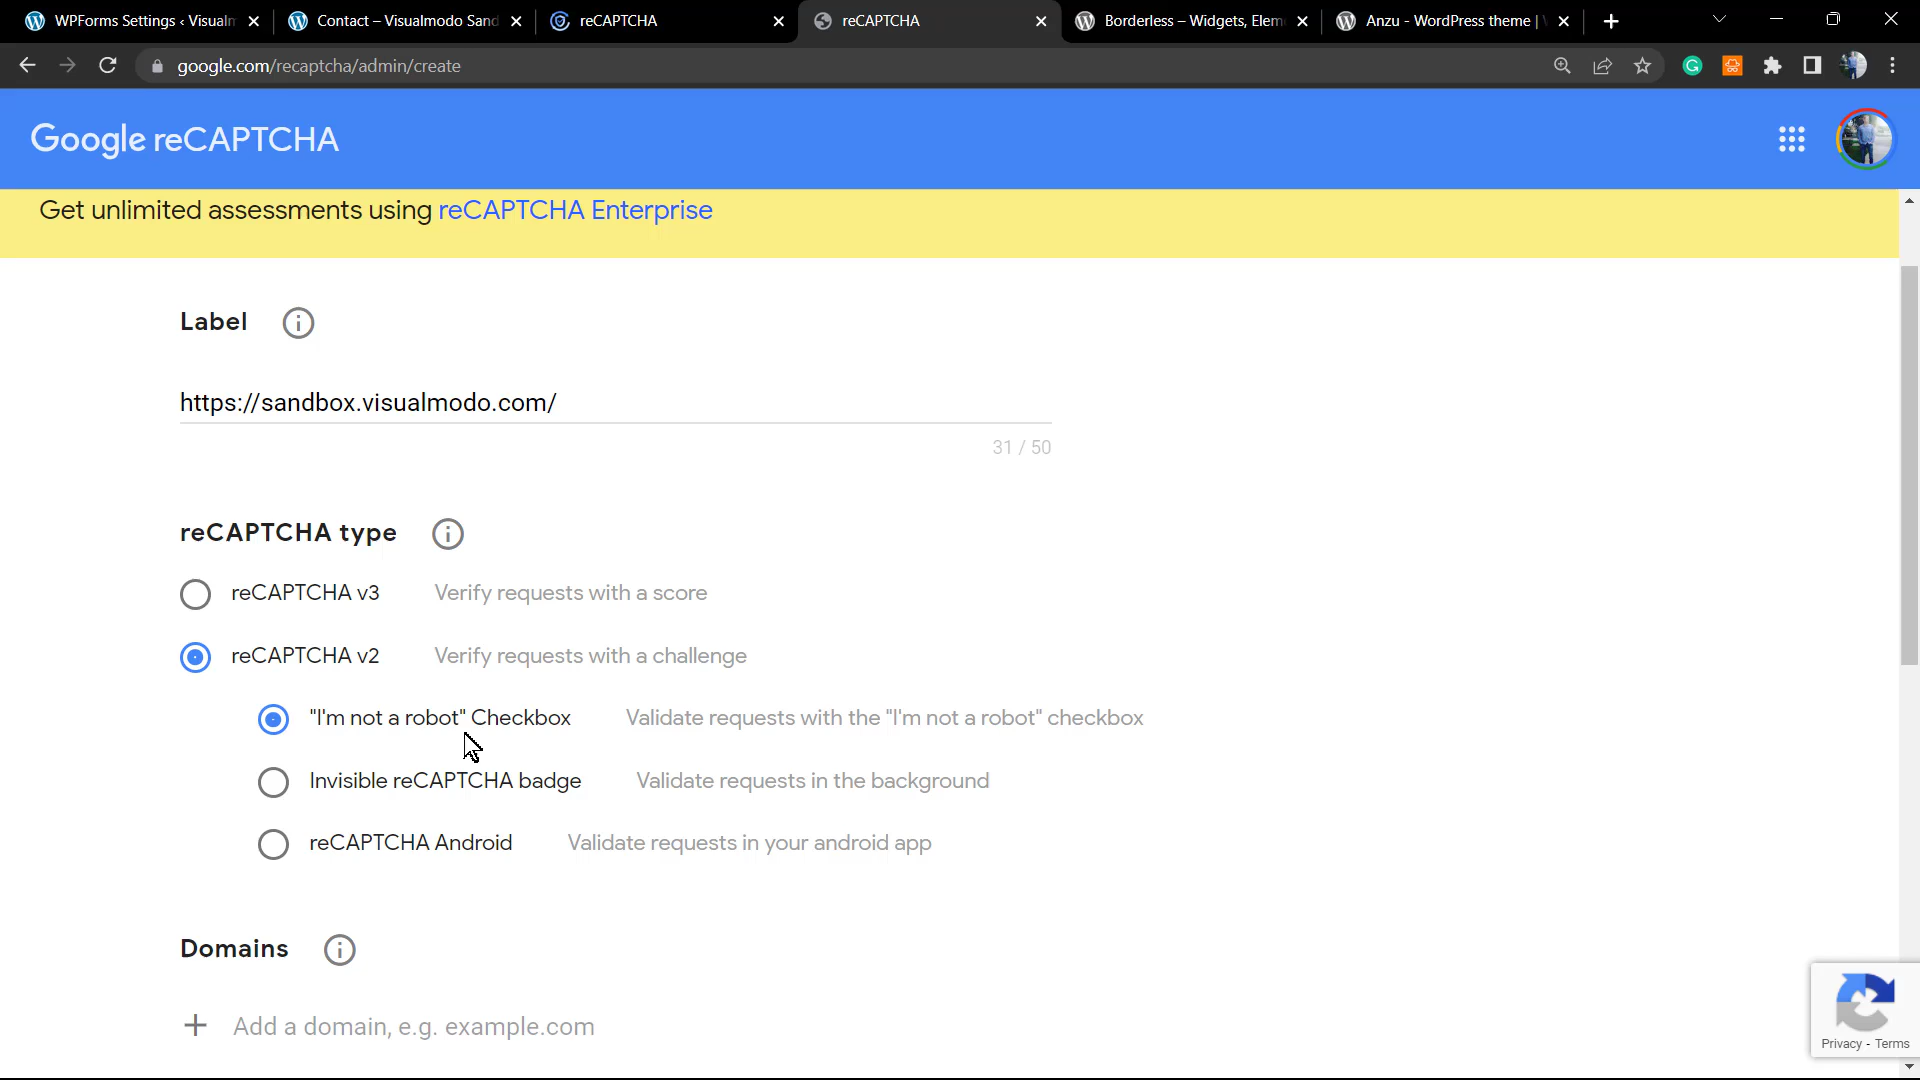 WPForms Settings ‹ Visualm
Contact – Visualmodo Sand
reCAPTCHA
reCAPTCHA
Borderless – Widgets, Elem
Anzu - WordPress theme |
google.com/recaptcha/admin/create
Google reCAPTCHA
Get unlimited assessments using reCAPTCHA Enterprise
Label
https://sandbox.visualmodo.com/
31 / 50
reCAPTCHA type
reCAPTCHA v3 Verify requests with a score
reCAPTCHA v2 Verify requests with a challenge
"I'm not a robot" Checkbox Validate requests with the "I'm not a robot" checkbox
Invisible reCAPTCHA badge Validate requests in the background
reCAPTCHA Android Validate requests in your android app
Domains
Add a domain, e.g. example.com
Privacy - Terms